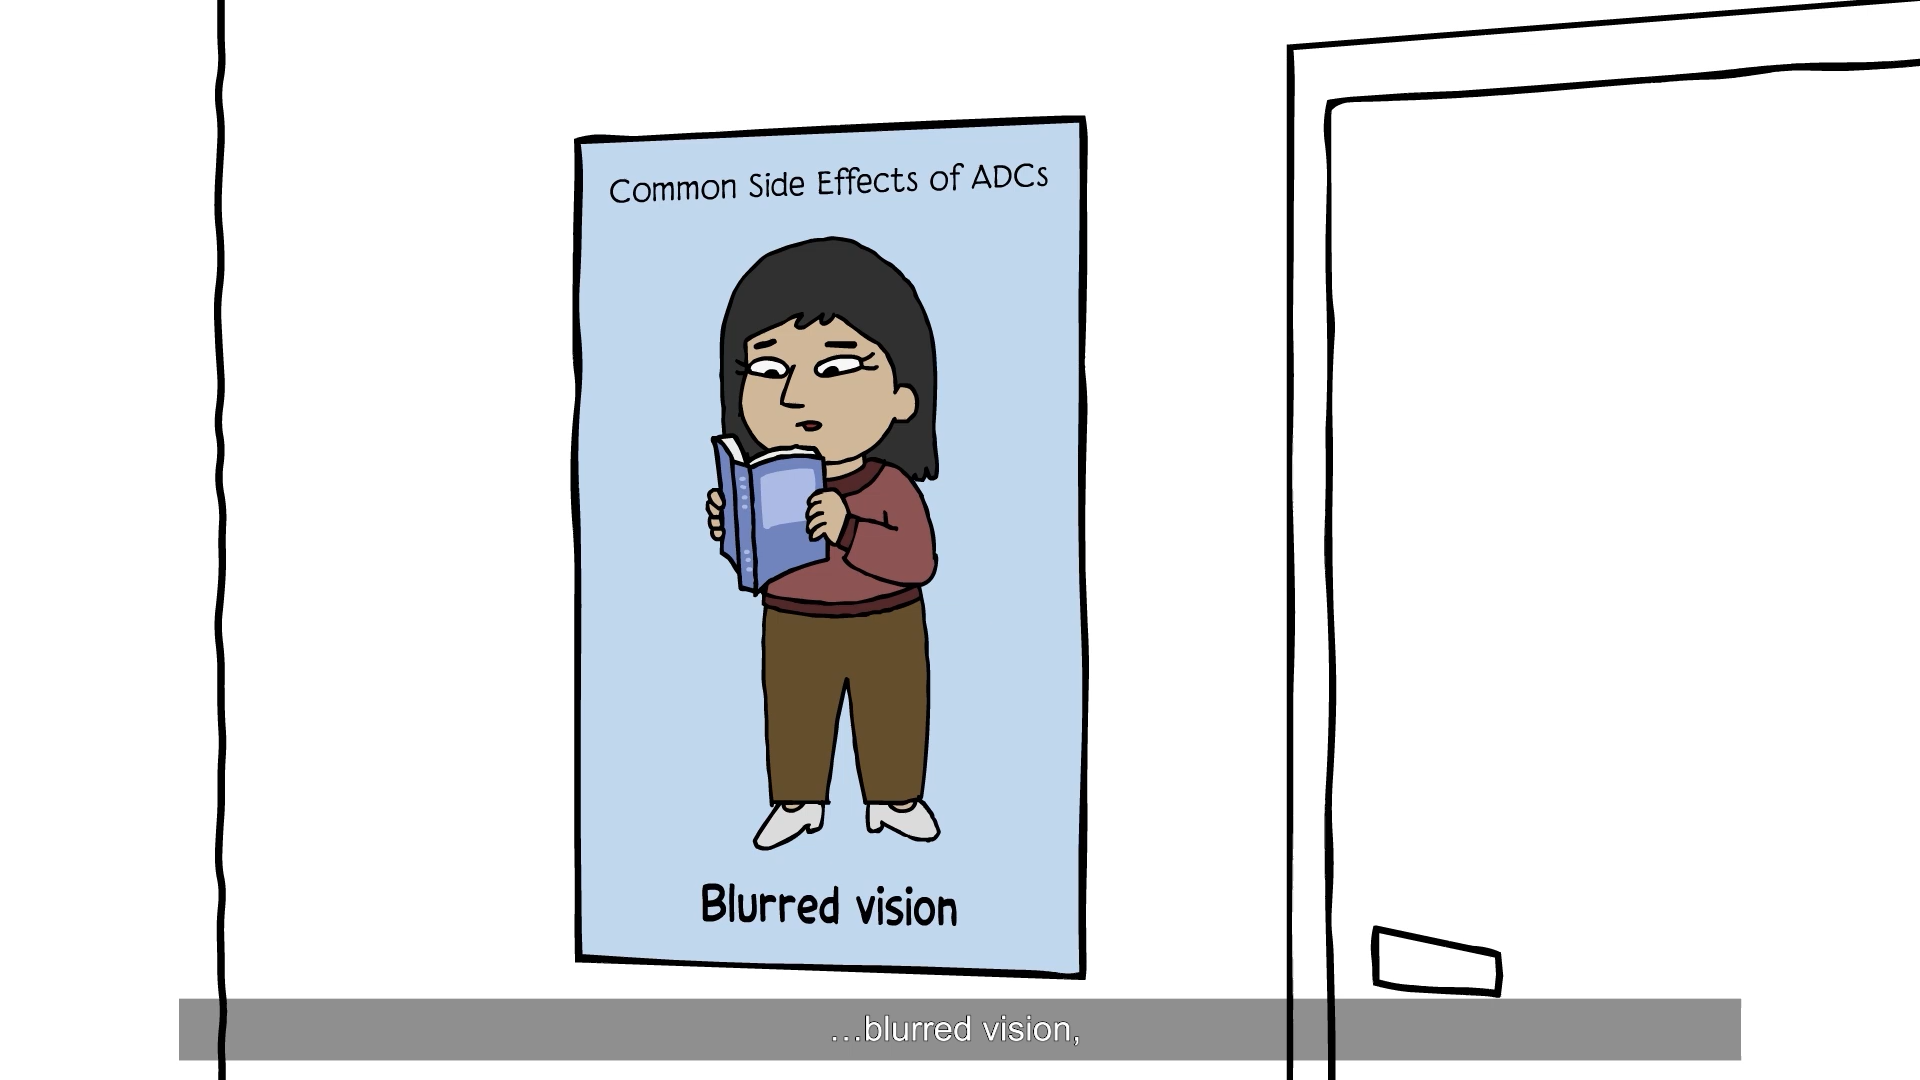 Common Side Effects of ADCs
Blurred vision
...blurred vision,